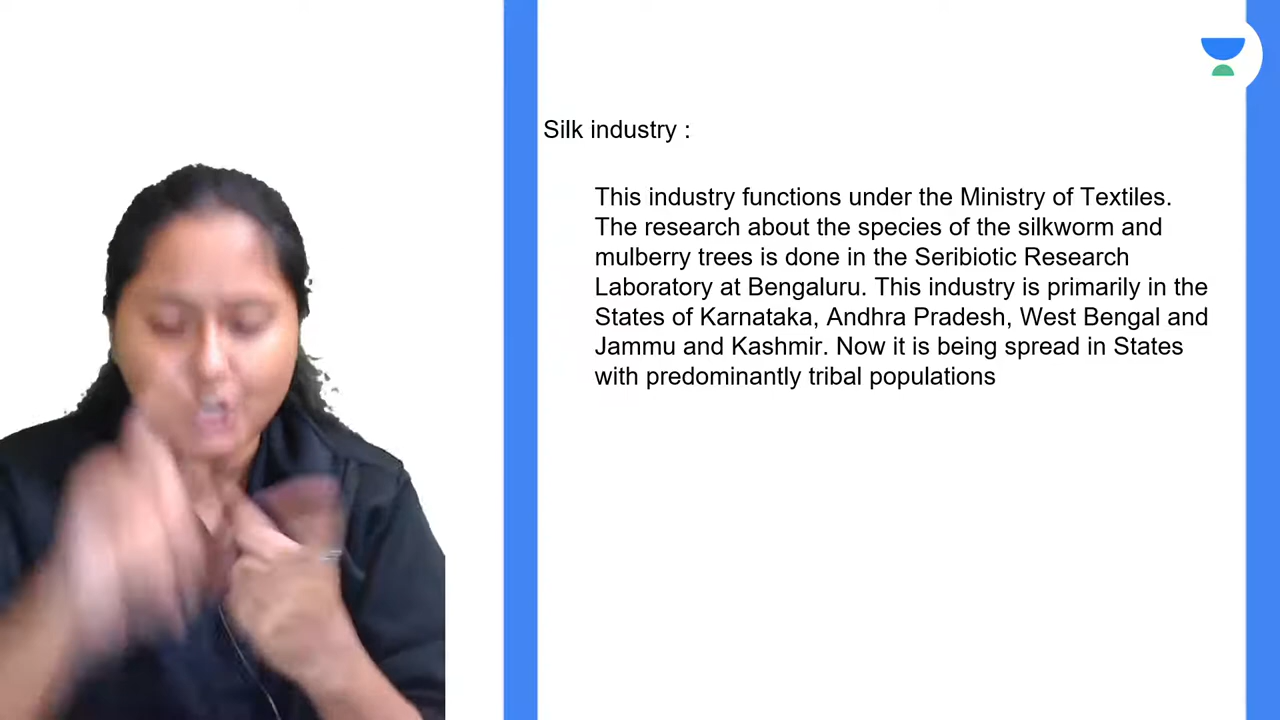 Silk industry :
This industry functions under the Ministry of Textiles.
The research about the species of the silkworm and
mulberry trees is done in the Seribiotic Research
Laboratory at Bengaluru. This industry is primarily in the
States of Karnataka, Andhra Pradesh, West Bengal and
Jammu and Kashmir. Now it is being spread in States
with predominantly tribal populations